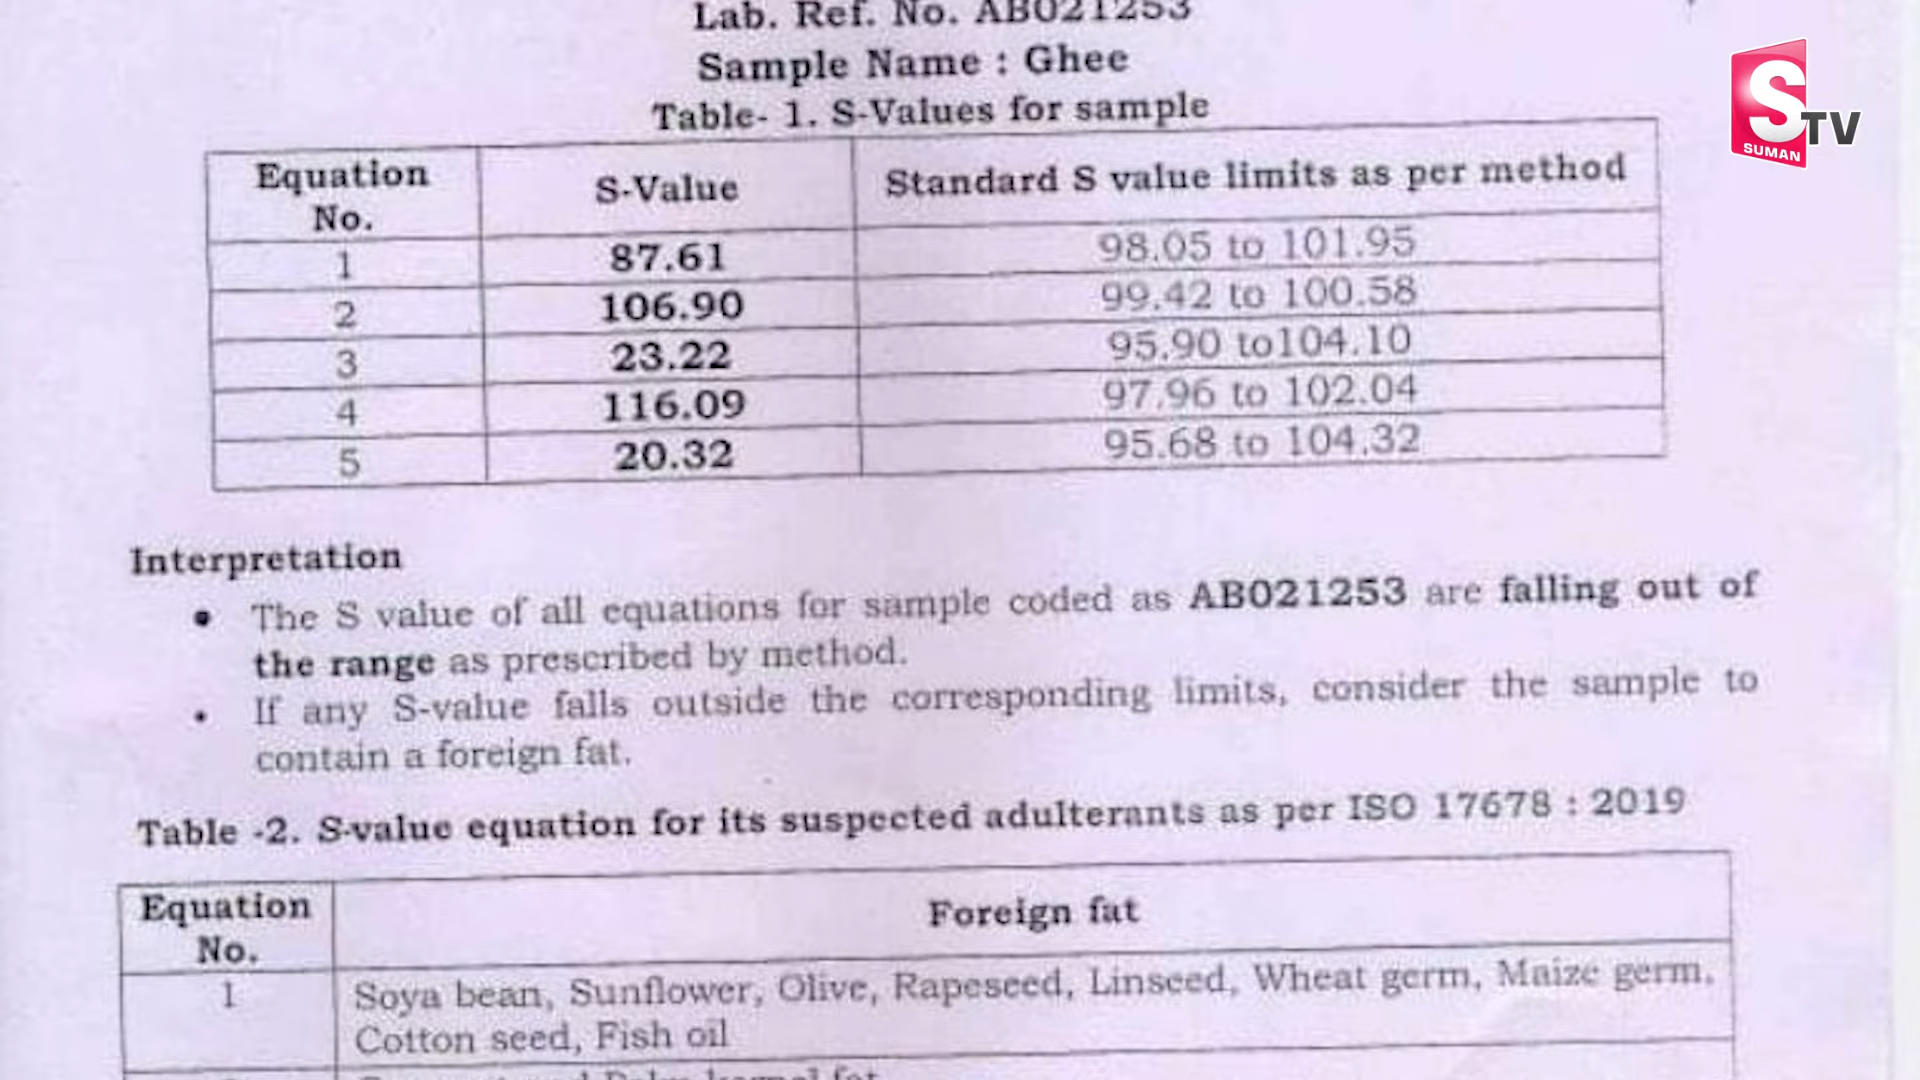 Lab. Ref. No. AB021253
Sample Name : Ghee
Table- 1. S-Values for sample
Equation No. S-Value Standard S value limits as per method
1 87.61 98.05 to 101.95
2 106.90 99.42 to 100.58
3 23.22 95.90 to104.10
4 116.09 97.96 to 102.04
5 20.32 95.68 to 104.32
Interpretation
• The S value of all equations for sample coded as AB021253 are falling out of
the range as prescribed by method.
• If any S-value falls outside the corresponding limits, consider the sample to
contain a foreign fat.
Table -2. S-value equation for its suspected adulterants as per ISO 17678 : 2019
Equation No. Foreign fat
1 Soya bean, Sunflower, Olive, Rapeseed, Linseed, Wheat germ, Maize germ,
Cotton seed, Fish oil
S
SUMAN
TV